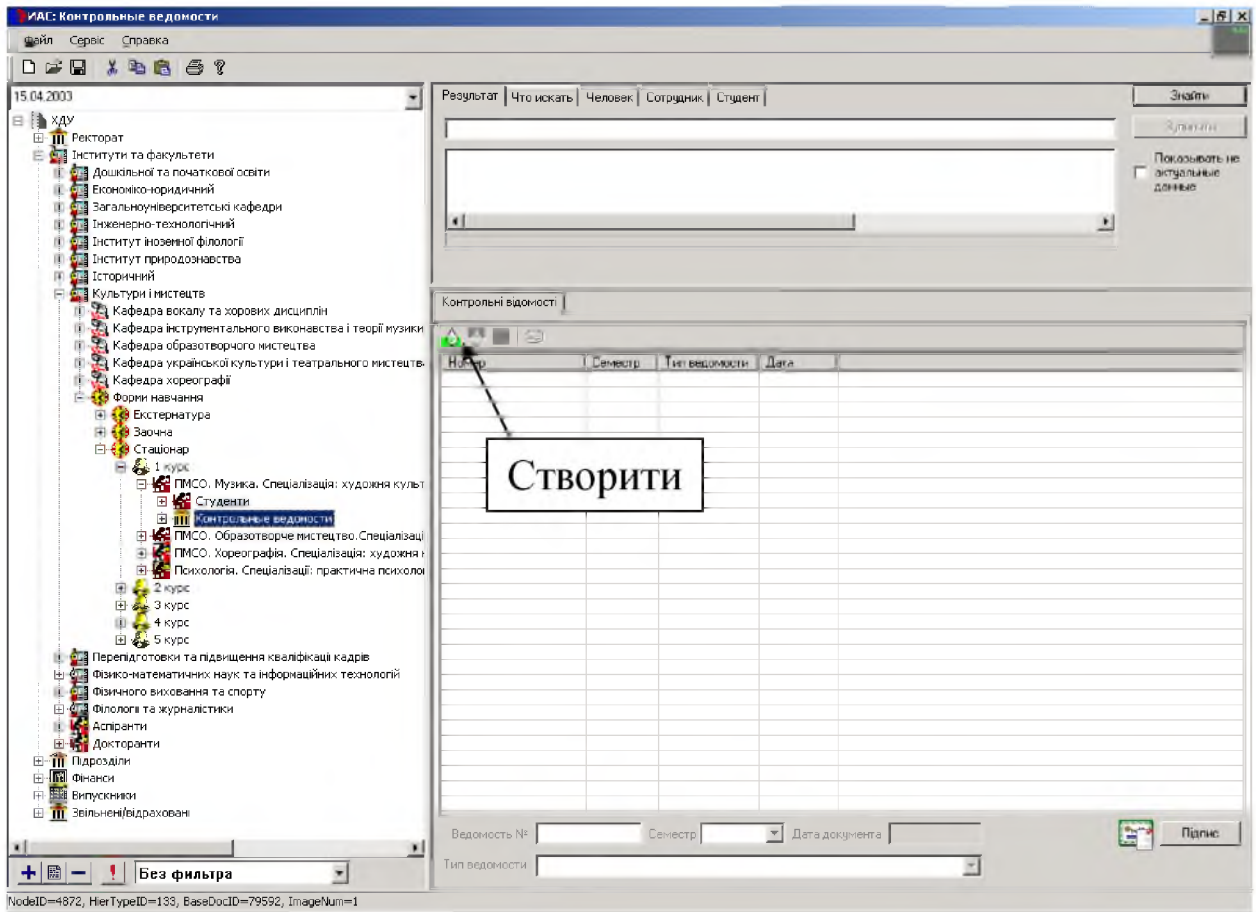 ИАС: Контрольные ведомости
Файл Сервіс Справка
15.04.2003
ХДУ
Ректорат
Інститути та факультети
Дошкільної та початкової освіти
Економіко-юридичний
Загальноуніверситетські кафедри
Інженерно-технологічний
Інститут іноземної філології
Інститут природознавства
Історичний
Культури і мистецтв
Кафедра вокалу та хорових дисциплін
Кафедра інструментального виконавства і теорії музики
Кафедра образотворчого мистецтва
Кафедра української культури і театрального мистецтв
Кафедра хореографії
Форми навчання
Екстернатура
Заочна
Стаціонар
1 курс
ПМСО. Музика. Спеціалізація: художня культ
Студенти
Контрольные ведомости
ПМСО. Образотворче мистецтво.Спеціалізаці
ПМСО. Хореографія. Спеціалізація: художня
Психологія. Спеціалізації: практична психоло
2 курс
3 курс
4 курс
5 курс
Перепідготовки та підвищення кваліфікації кадрів
Фізико-математичних наук та інформаційних технологій
Фізичного виховання та спорту
Філології та журналістики
Аспіранти
Докторанти
Підрозділи
Фінанси
Випускники
Звільнені/відраховані
Без фильтра
NodeID=4872, HierTypeID=133, BaseDocID=79592, ImageNum=1
Результат Что искать Человек Сотрудник Студент
Знайти
Зупинити
Показывать не
актуальные
данные
Контрольні відомості
Номер Семестр Тип ведомости Дата
Створити
Ведомость № Семестр Дата документа
Підпис
Тип ведомости